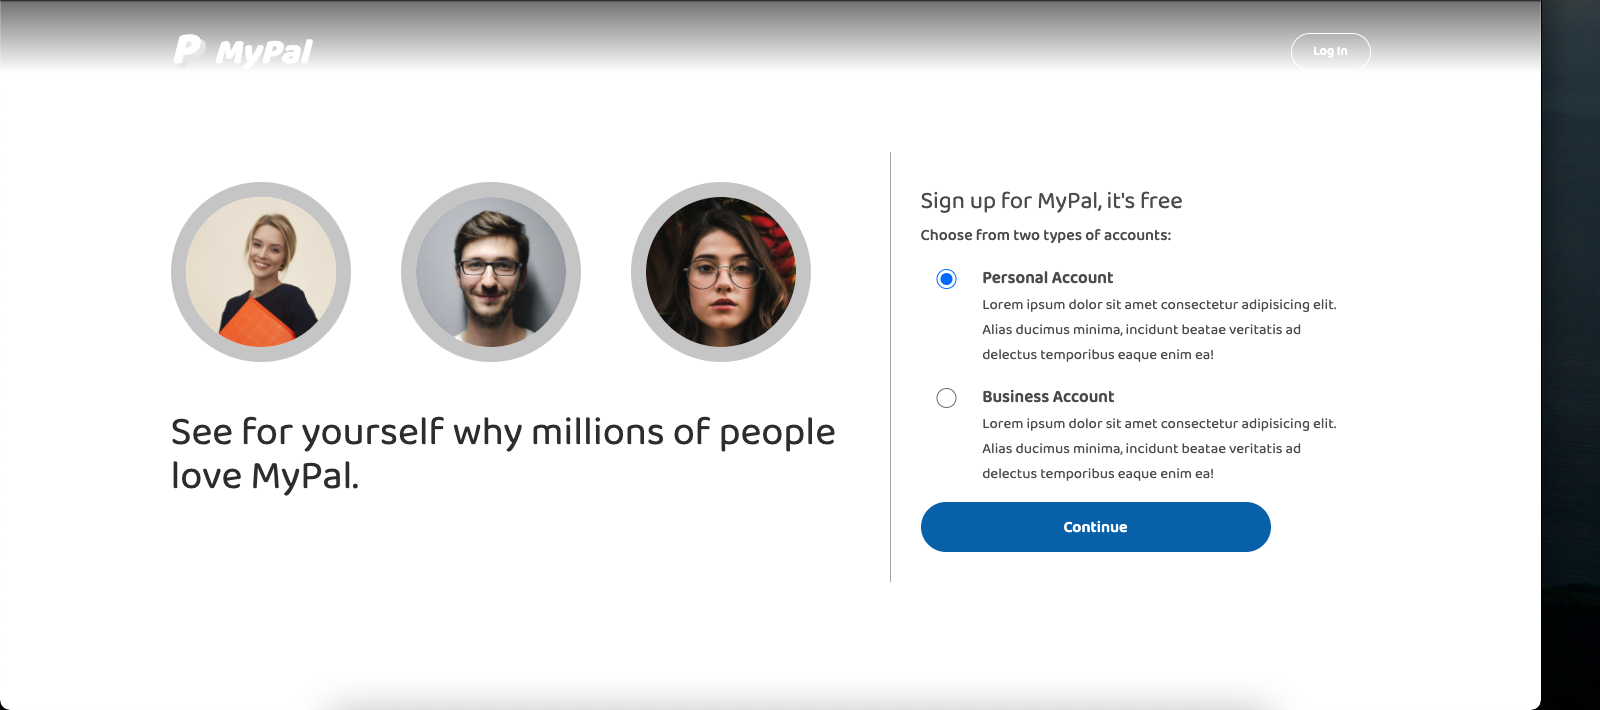 MyPal
Log In
See for yourself why millions of people
love MyPal.
Sign up for MyPal, it's free
Choose from two types of accounts:
Personal Account
Lorem ipsum dolor sit amet consectetur adipisicing elit.
Alias ducimus minima, incidunt beatae veritatis ad
delectus temporibus eaque enim ea!
Business Account
Lorem ipsum dolor sit amet consectetur adipisicing elit.
Alias ducimus minima, incidunt beatae veritatis ad
delectus temporibus eaque enim ea!
Continue